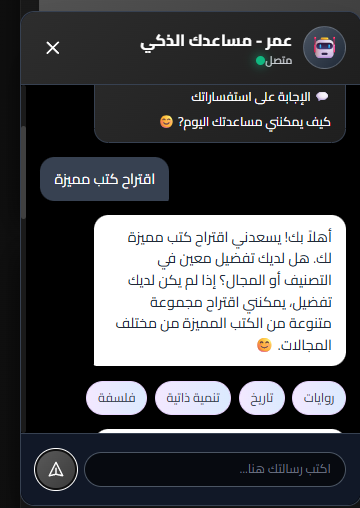 عمر - مساعدك الذكي
متصل
💬 الإجابة على استفساراتك
كيف يمكنني مساعدتك اليوم? 😊
اقتراح كتب مميزة
أهلاً بك! يسعدني اقتراح كتب مميزة
لك. هل لديك تفضيل معين في
التصنيف أو المجال؟ إذا لم يكن لديك
تفضيل، يمكنني اقتراح مجموعة
متنوعة من الكتب المميزة من مختلف
المجالات. 😊
روايات
تاريخ
تنمية ذاتية
فلسفة
اكتب رسالتك هنا...